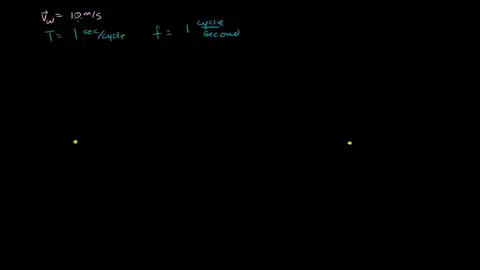 v⃗w = 10 m/s
T = 1 sec/cycle f = 1 cycle/second